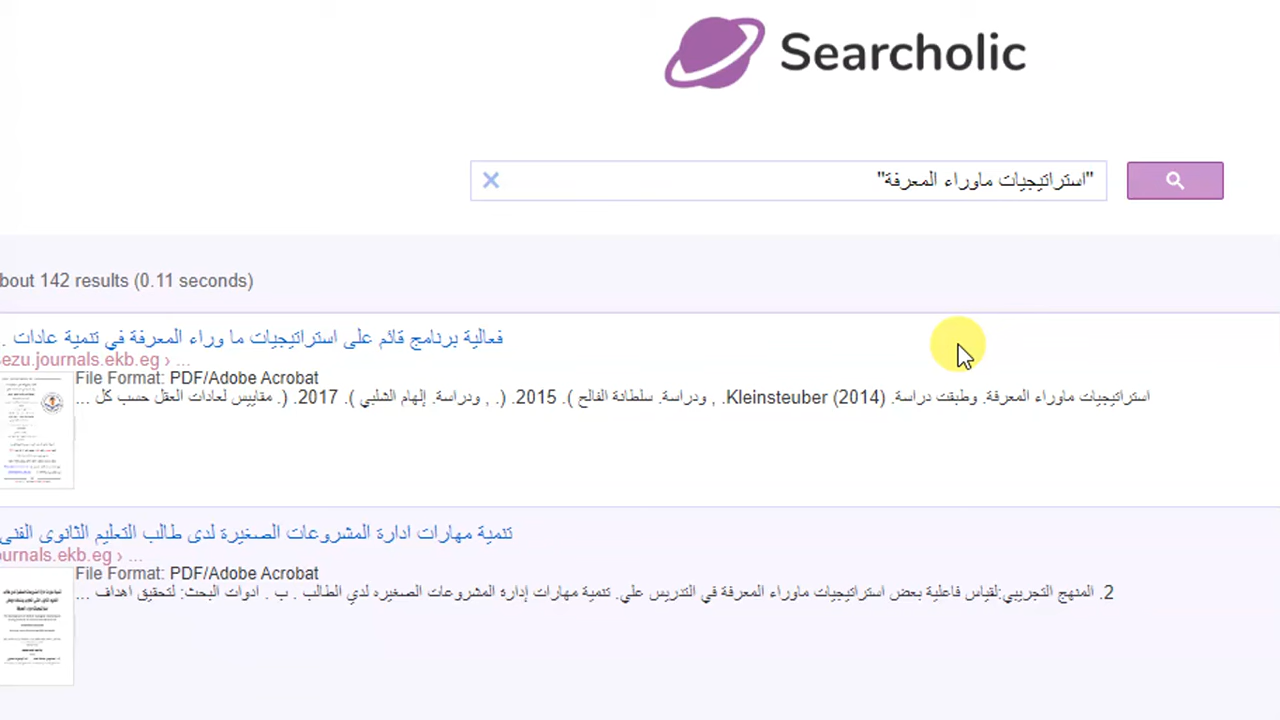 Searcholic
"استراتيجيات ماوراء المعرفة"
bout 142 results (0.11 seconds)
فعالية برنامج قائم على استراتيجيات ما وراء المعرفة في تنمية عادات .
ezu.journals.ekb.eg › ...
File Format: PDF/Adobe Acrobat
استراتيجيات ماوراء المعرفة. وطبقت دراسة. Kleinsteuber (2014). , ودراسة. سلطانة الفالح ). 2015. (. , ودراسة. إلهام الشلبي ). 2017. (. مقاييس لعادات العقل حسب كل ...
تنمية مهارات ادارة المشروعات الصغيرة لدى طالب التعليم الثانوى الفنى
ournals.ekb.eg › ...
File Format: PDF/Adobe Acrobat
2. المنهج التجريبي:لقياس فاعلية بعض استراتيجيات ماوراء المعرفة في التدريس علي. تنمية مهارات إدارة المشروعات الصغيره لدي الطالب . ب . ادوات البحث: لتحقيق اهداف ...